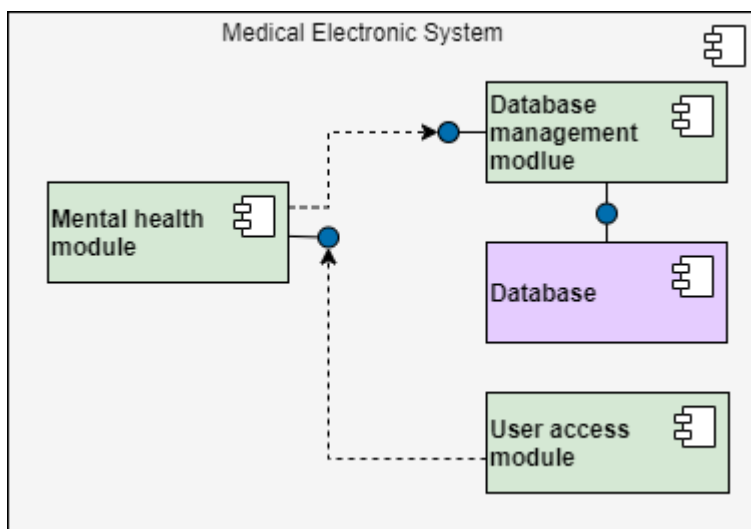 Medical Electronic System
Database
management
modlue
Mental health
module
Database
User access
module